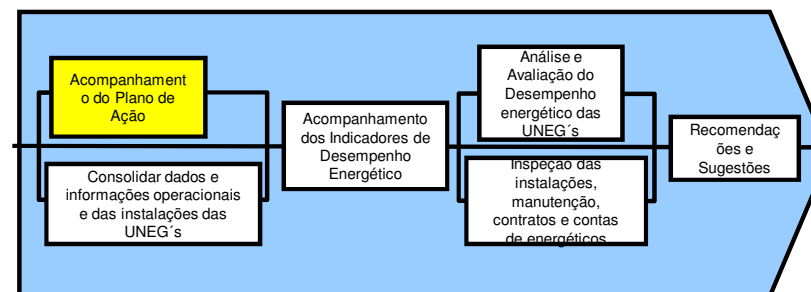 Acompanhament
o do Plano de
Ação
Consolidar dados e
informações operacionais
e das instalações das
UNEG´s
Acompanhamento
dos Indicadores de
Desempenho
Energético
Análise e
Avaliação do
Desempenho
energético das
UNEG´s
Inspeção das
instalações,
manutenção,
contratos e contas
de energéticos
Recomendaç
ões e
Sugestões